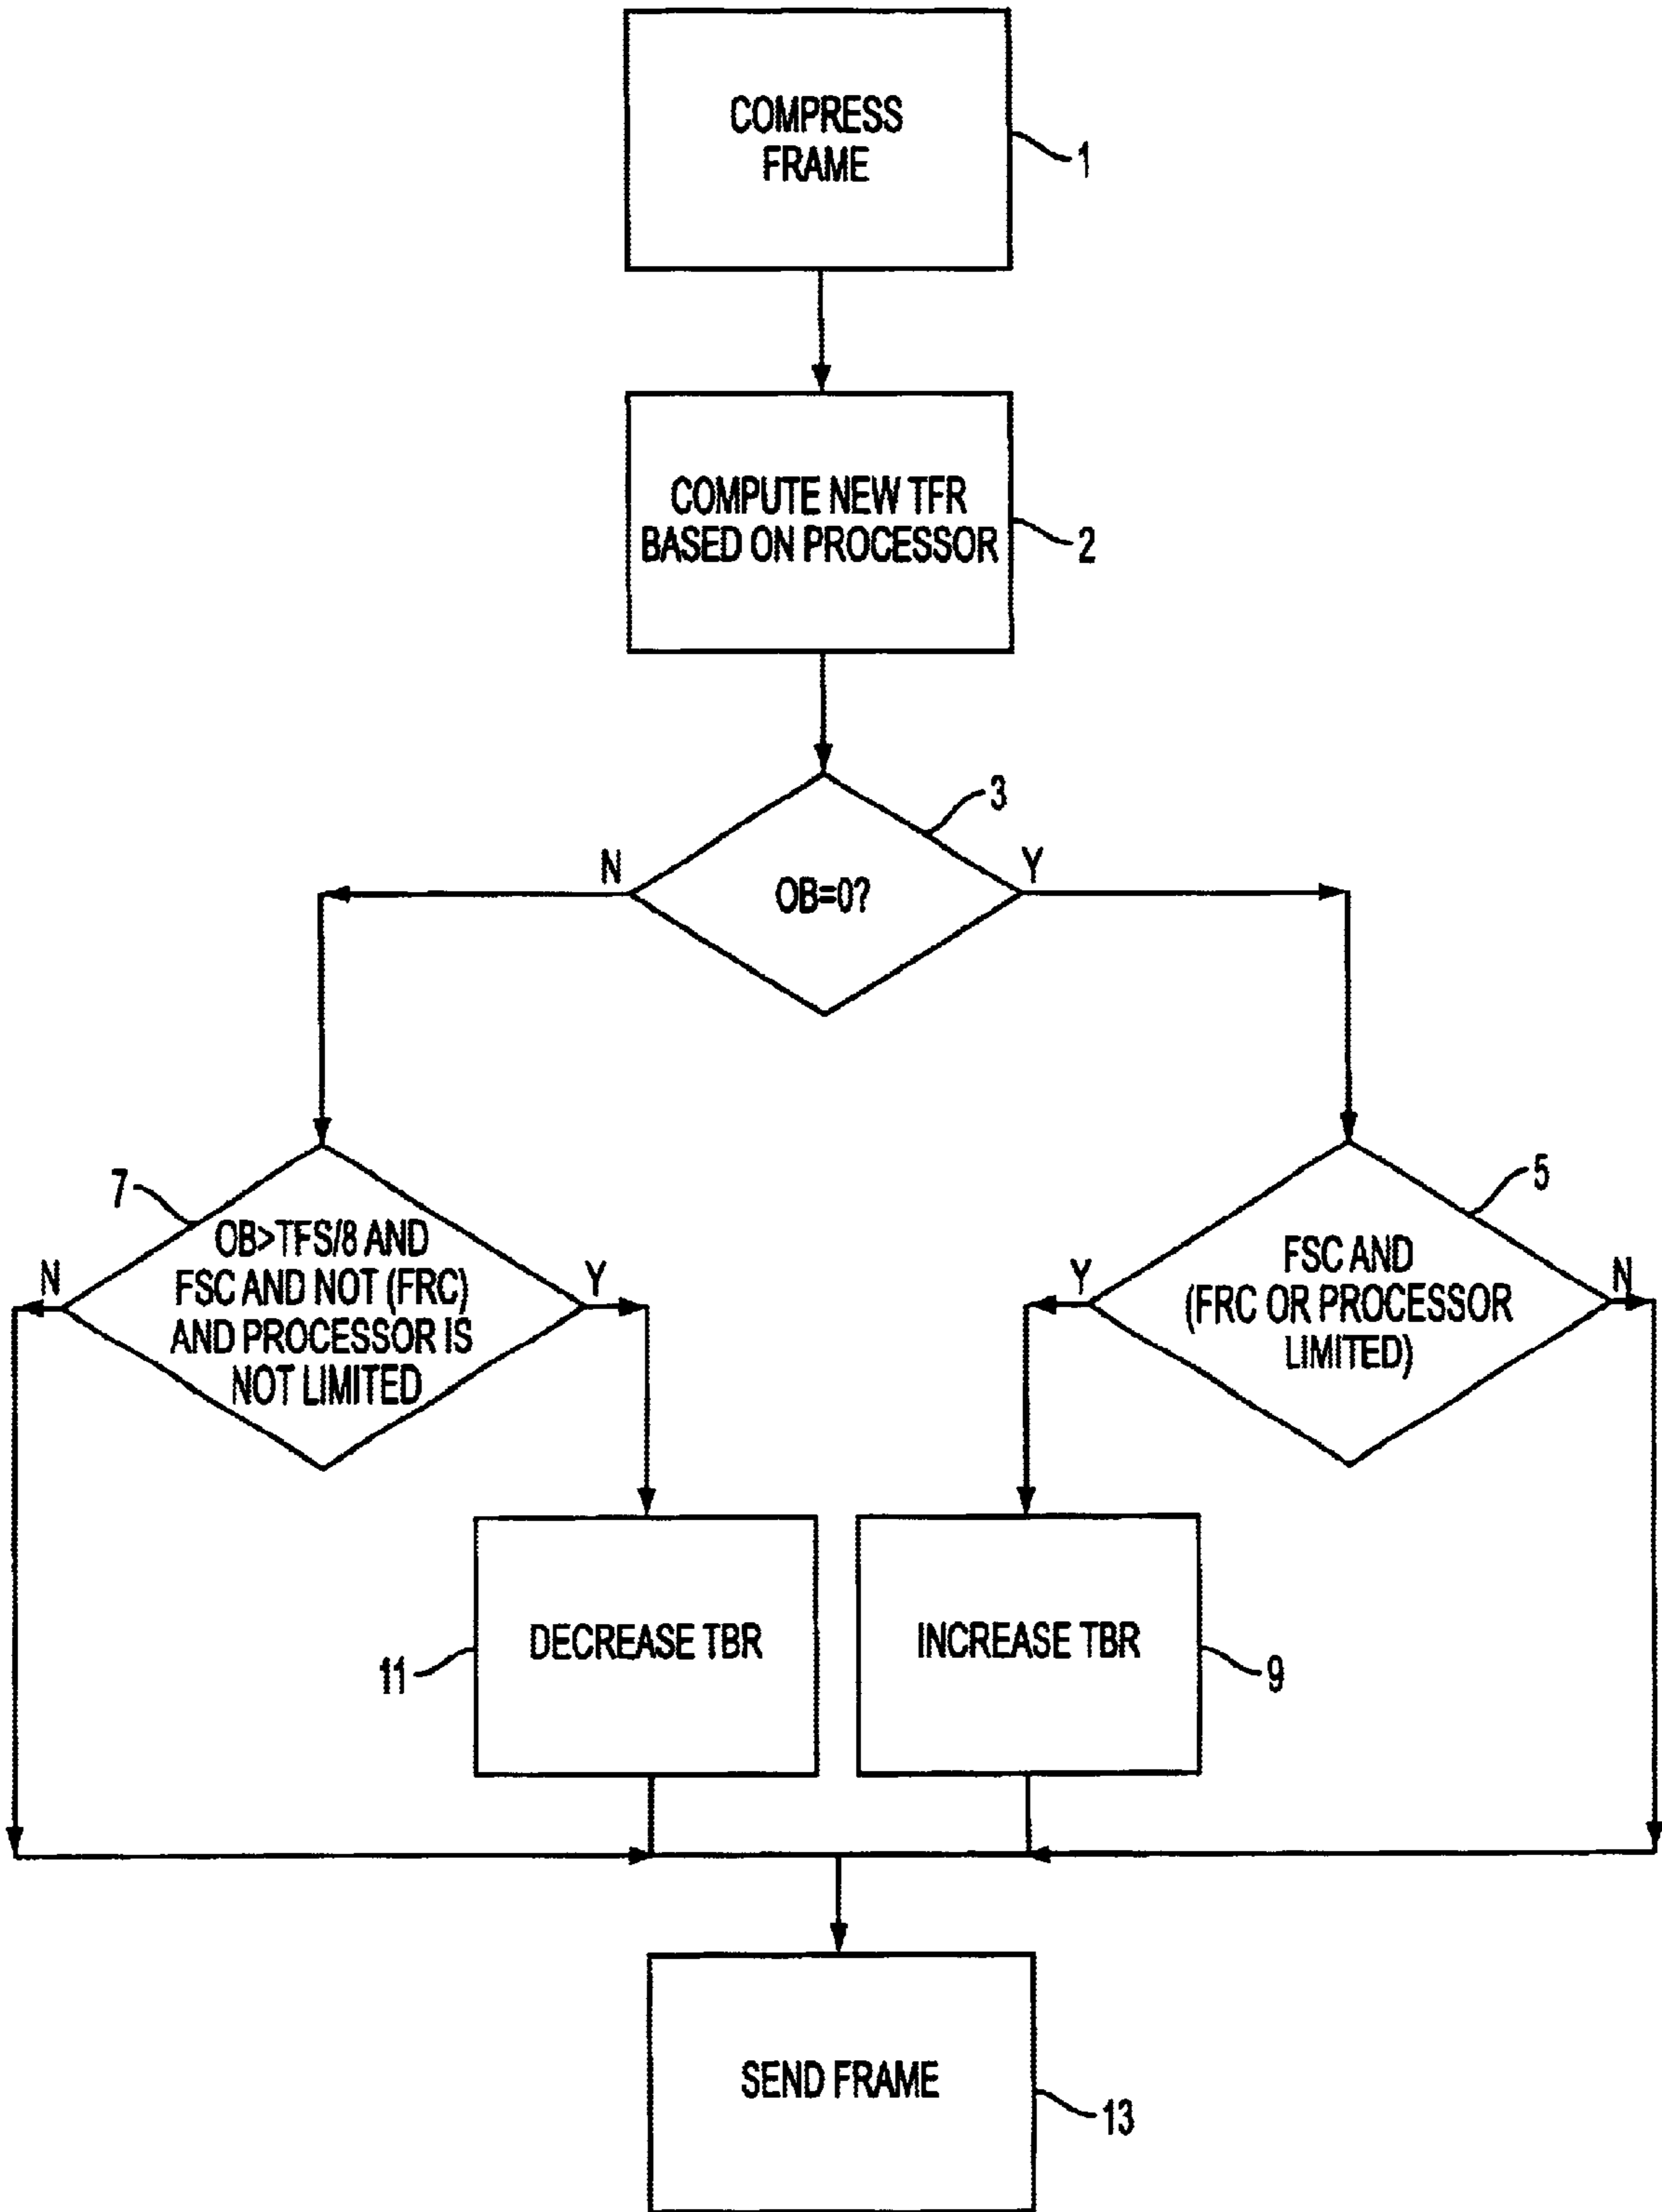 COMPRESS
FRAME
1
COMPUTE NEW TFR
BASED ON PROCESSOR
2
3
N
Y
OB=0?
7
5
OB>TFS/8 AND
FSC AND NOT (FRC)
AND PROCESSOR IS
NOT LIMITED
N
Y
FSC AND
(FRC OR PROCESSOR
LIMITED)
Y
N
DECREASE TBR
11
INCREASE TBR
9
SEND FRAME
13